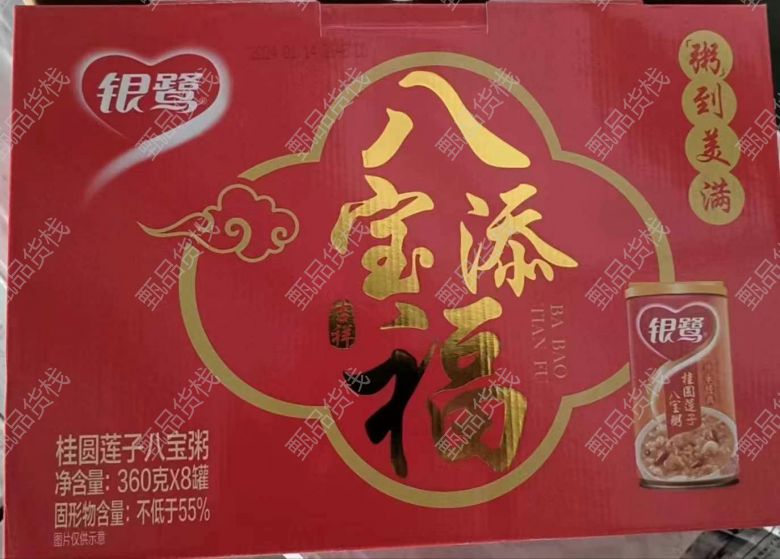 银鹭
八
宝添
福
吉祥
BA BAO
TIAN FU
粥到美满
银鹭
桂圆莲子
八宝粥
桂圆莲子八宝粥
净含量：360克X8罐
固形物含量：不低于55%
图片仅供示意
甄品货栈